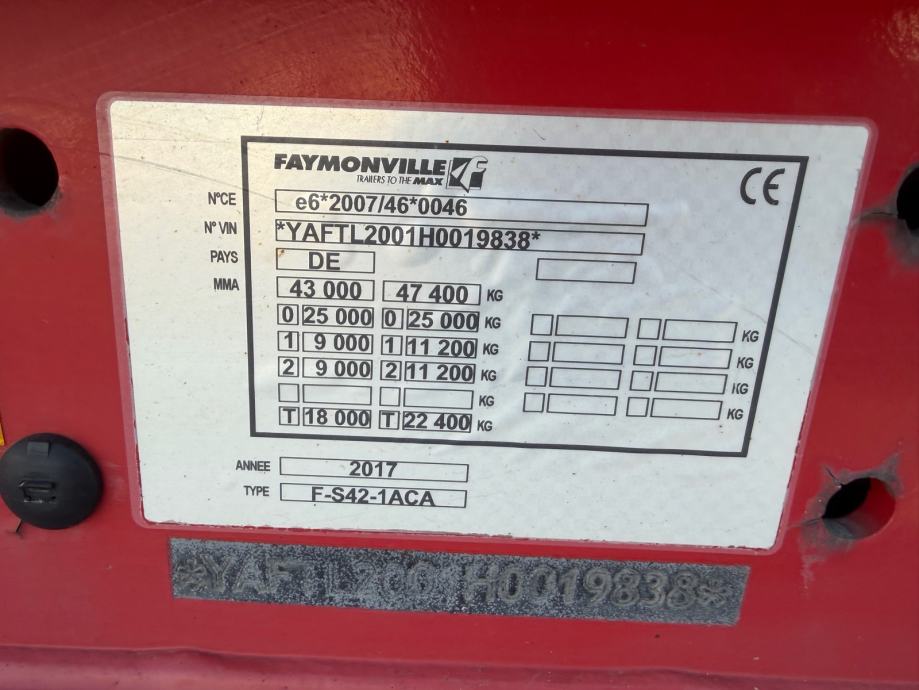 FAYMONVILLE
TRAILERS TO THE MAX
CE
N°CE e6*2007/46*0046
N° VIN *YAFTL2001H0019838*
PAYS DE
MMA 43 000 47 400 KG
0 25 000 0 25 000 KG KG
1 9 000 1 11 200 KG KG
2 9 000 2 11 200 KG KG
KG KG
T 18 000 T 22 400 KG
ANNEE 2017
TYPE F-S42-1ACA
*YAFTL2001H0019838*